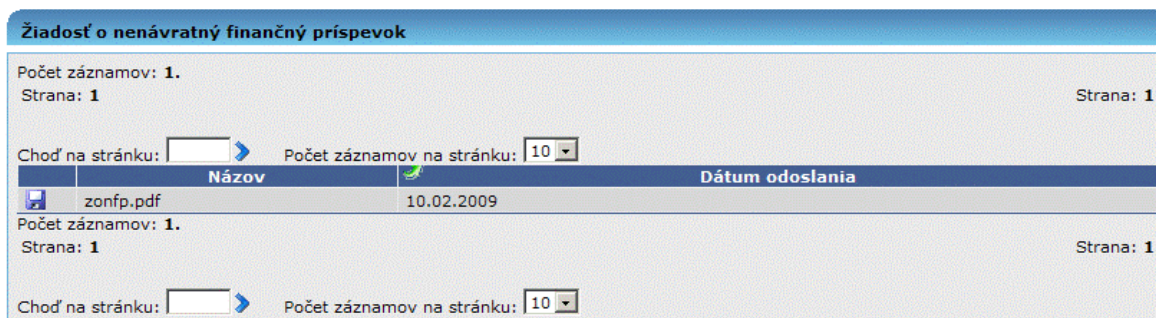 Žiadosť o nenávratný finančný príspevok
Počet záznamov: 1.
Strana: 1 Strana: 1
Choď na stránku: Počet záznamov na stránku: 10
Názov Dátum odoslania
zonfp.pdf 10.02.2009
Počet záznamov: 1.
Strana: 1 Strana: 1
Choď na stránku: Počet záznamov na stránku: 10